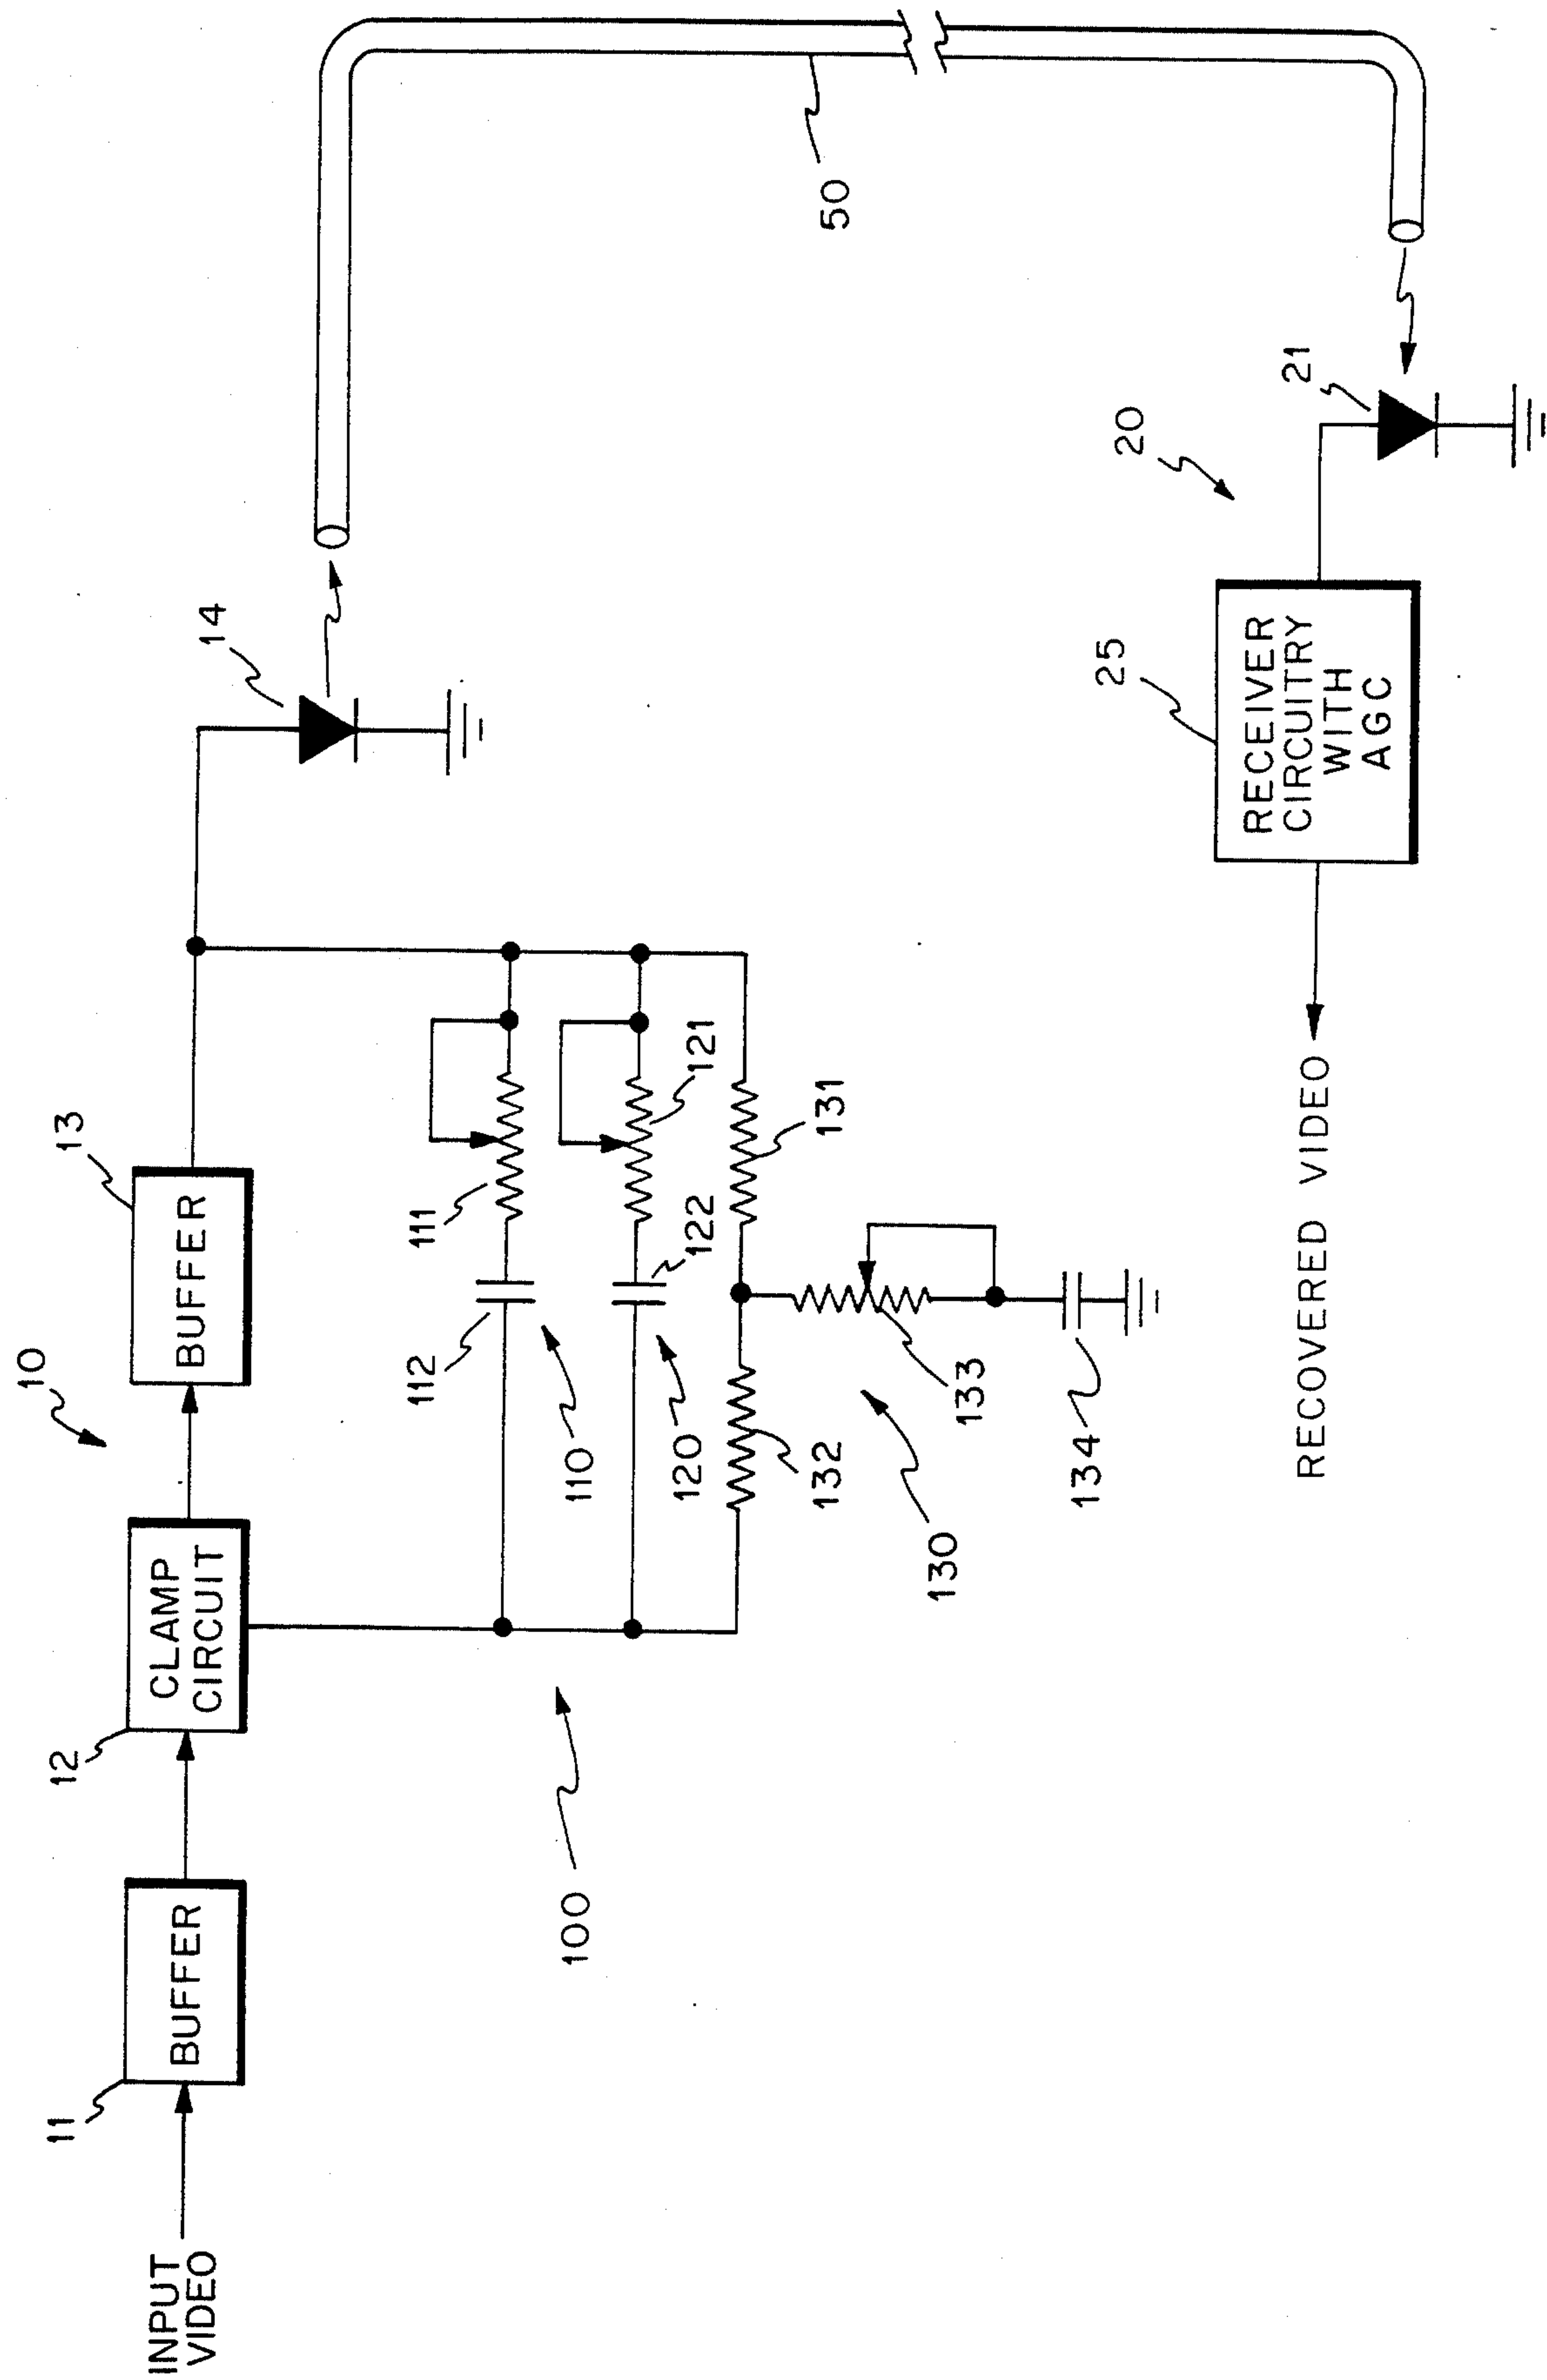 INPUT
VIDEO
11
BUFFER
12
CLAMP
CIRCUIT
10
13
BUFFER
14
50
100
110
112
111
120
122
121
130
132
131
133
134
20
21
25
RECEIVER
CIRCUITRY
WITH
AGC
RECOVERED VIDEO